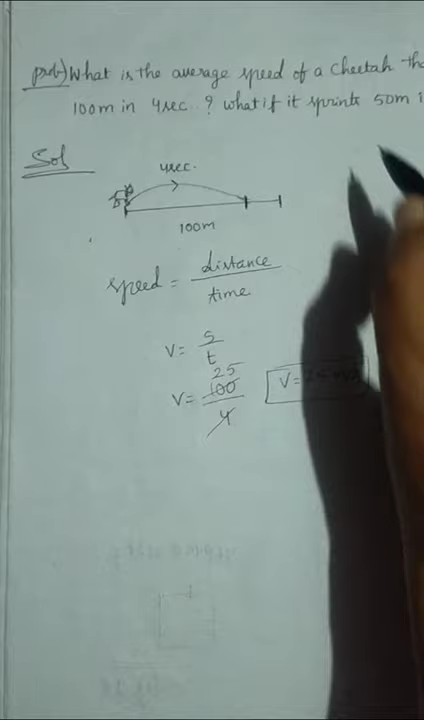 prob) What is the average speed of a Cheetah tha
100m in 4sec..? what if it sprints 50m i
Sol
4sec.
100m
speed = distance / time
V = S / t
25
V = 100 / 4
V=